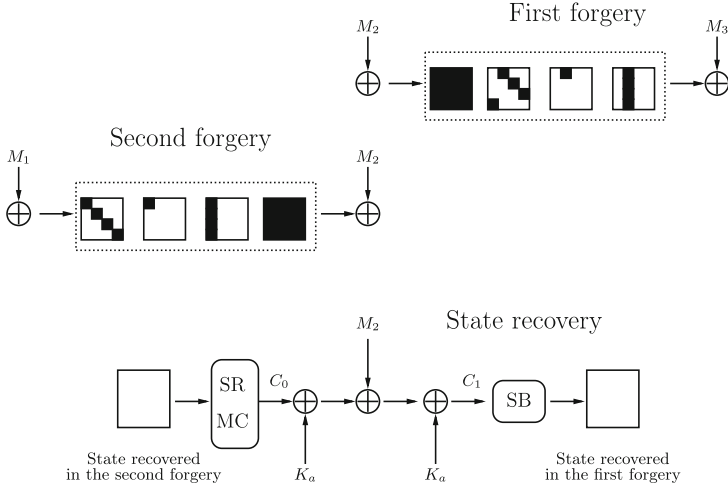 First forgery
M₂
M₃
Second forgery
M₁
M₂
State recovery
M₂
SR
MC
C₀
C₁
SB
State recovered
in the second forgery
Kₐ
Kₐ
State recovered
in the first forgery